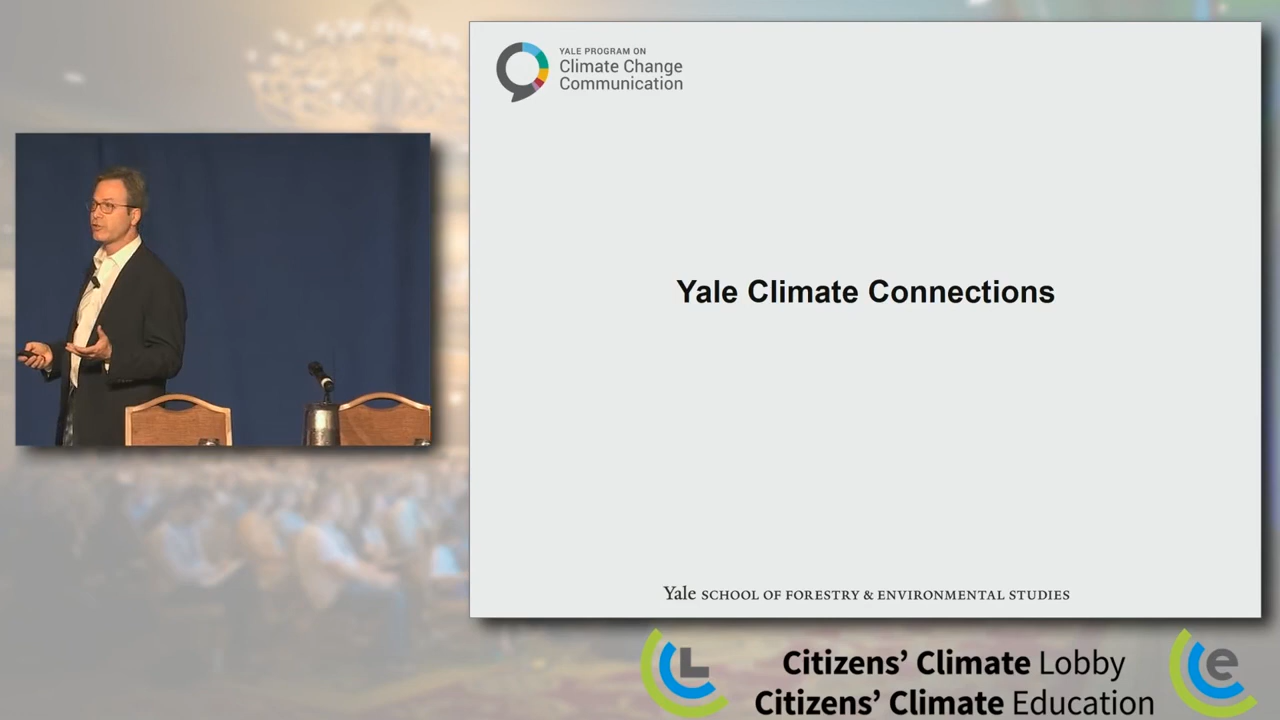 YALE PROGRAM ON
Climate Change
Communication
Yale Climate Connections
Yale SCHOOL OF FORESTRY & ENVIRONMENTAL STUDIES
L
Citizens' Climate Lobby
Citizens' Climate Education
e